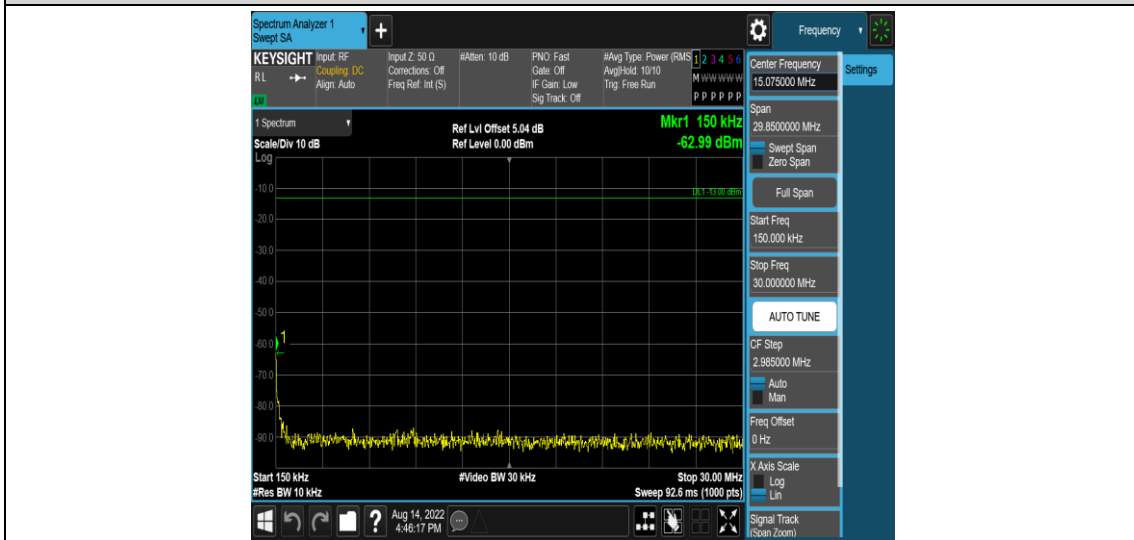 Spectrum Analyzer 1
Swept SA
+
Frequency
KEYSIGHT
RL
LXI
Input: RF
Coupling: DC
Align: Auto
Input Z: 50 Ω
Corrections: Off
Freq Ref: Int (S)
#Atten: 10 dB
PNO: Fast
Gate: Off
IF Gain: Low
Sig Track: Off
#Avg Type: Power (RMS
Avg|Hold: 10/10
Trig: Free Run
1 2 3 4 5 6
M W W W W W
P P P P P P
Center Frequency
15.075000 MHz
Settings
Span
29.8500000 MHz
Swept Span
Zero Span
Full Span
Start Freq
150.000 kHz
Stop Freq
30.000000 MHz
AUTO TUNE
CF Step
2.985000 MHz
Auto
Man
Freq Offset
0 Hz
X Axis Scale
Log
Lin
Signal Track
(Span Zoom)
1 Spectrum
Scale/Div 10 dB
Log
Ref Lvl Offset 5.04 dB
Ref Level 0.00 dBm
Mkr1 150 kHz
-62.99 dBm
DL1 -13.00 dBm
-10.0
-20.0
-30.0
-40.0
-50.0
-60.0
-70.0
-80.0
-90.0
1
Start 150 kHz
#Video BW 30 kHz
Stop 30.00 MHz
#Res BW 10 kHz
Sweep 92.6 ms (1000 pts)
?
Aug 14, 2022
4:46:17 PM